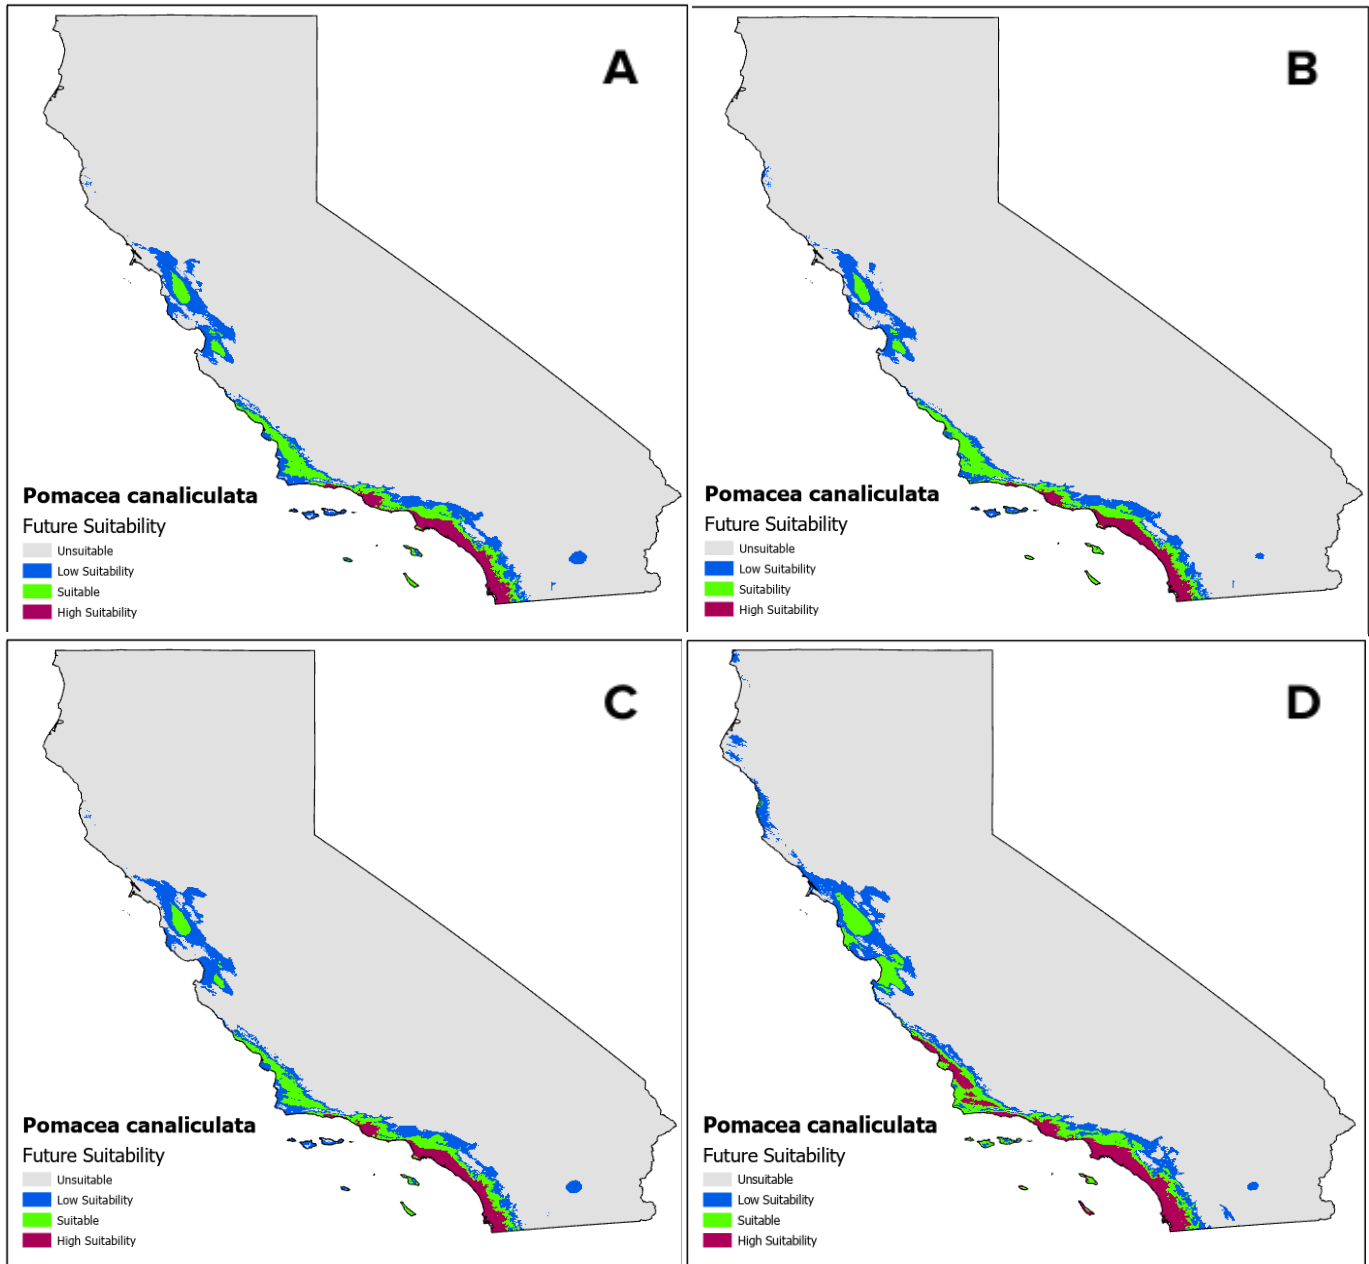 A
Pomacea canaliculata
Future Suitability
Unsuitable
Low Suitability
Suitable
High Suitability
B
Pomacea canaliculata
Future Suitability
Unsuitable
Low Suitability
Suitability
High Suitability
C
Pomacea canaliculata
Future Suitability
Unsuitable
Low Suitability
Suitable
High Suitability
D
Pomacea canaliculata
Future Suitability
Unsuitable
Low Suitability
Suitable
High Suitability